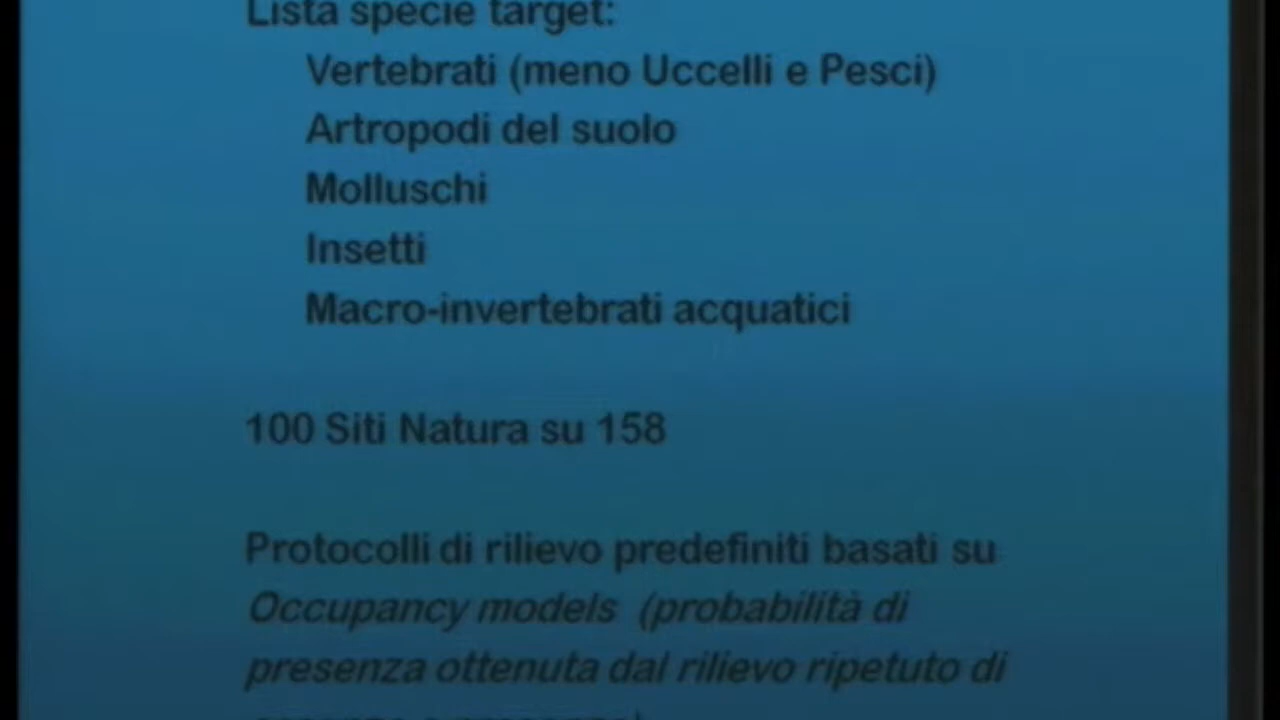 Lista specie target:
Vertebrati (meno Uccelli e Pesci)
Artropodi del suolo
Molluschi
Insetti
Macro-invertebrati acquatici
100 Siti Natura su 158
Protocolli di rilievo predefiniti basati su
Occupancy models (probabilità di
presenza ottenuta dal rilievo ripetuto di